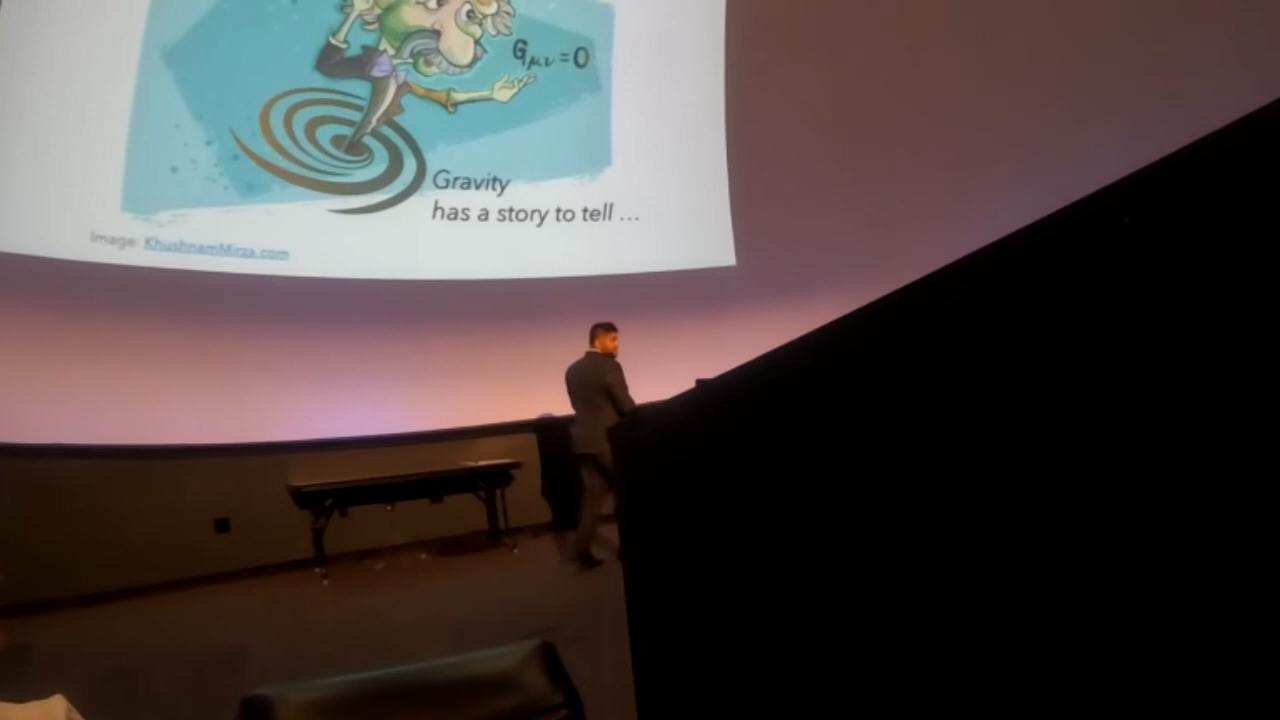 Gμν=0
Gravity
has a story to tell ...
Image: KhushnamMirza.com